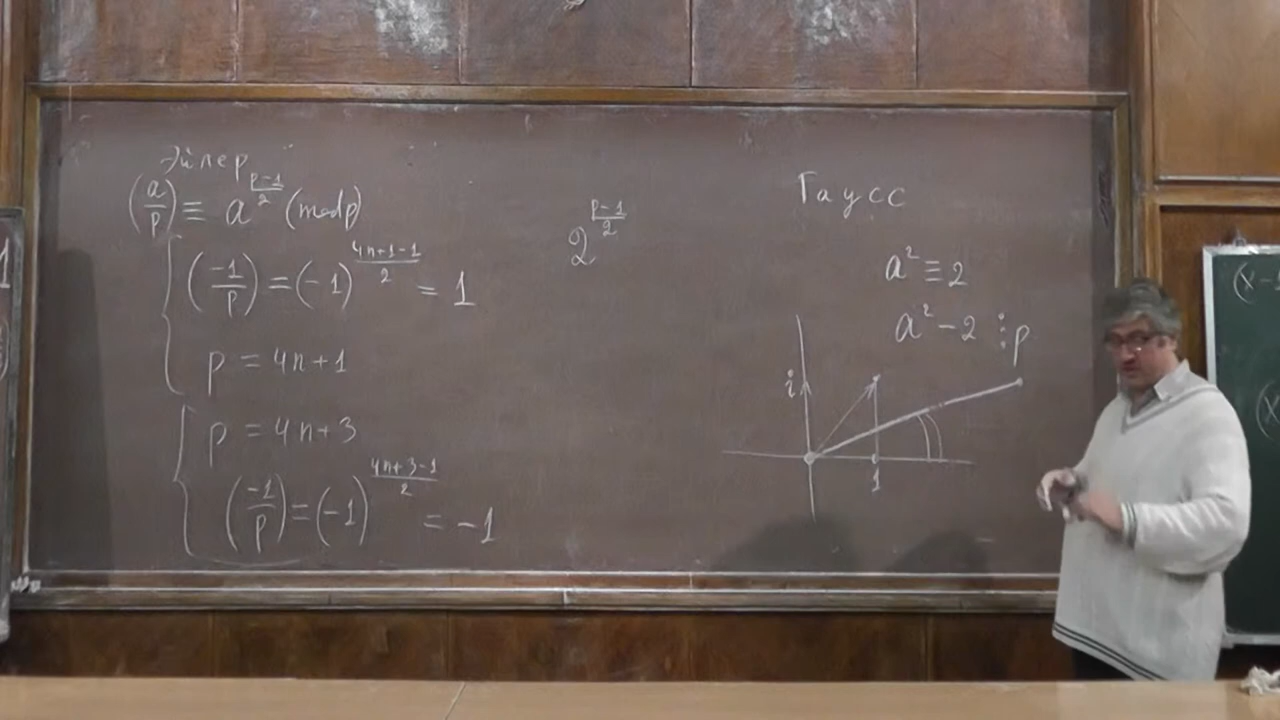 Эйлер
(a/p) ≡ a^((p-1)/2) (mod p)
(-1/p) = (-1)^((4n+1-1)/2) = 1
p = 4n+1
p = 4n+3
(-1/p) = (-1)^((4n+3-1)/2) = -1
2^((p-1)/2)
Гаусс
a² ≡ 2
a² - 2 ⋮ p
i
1